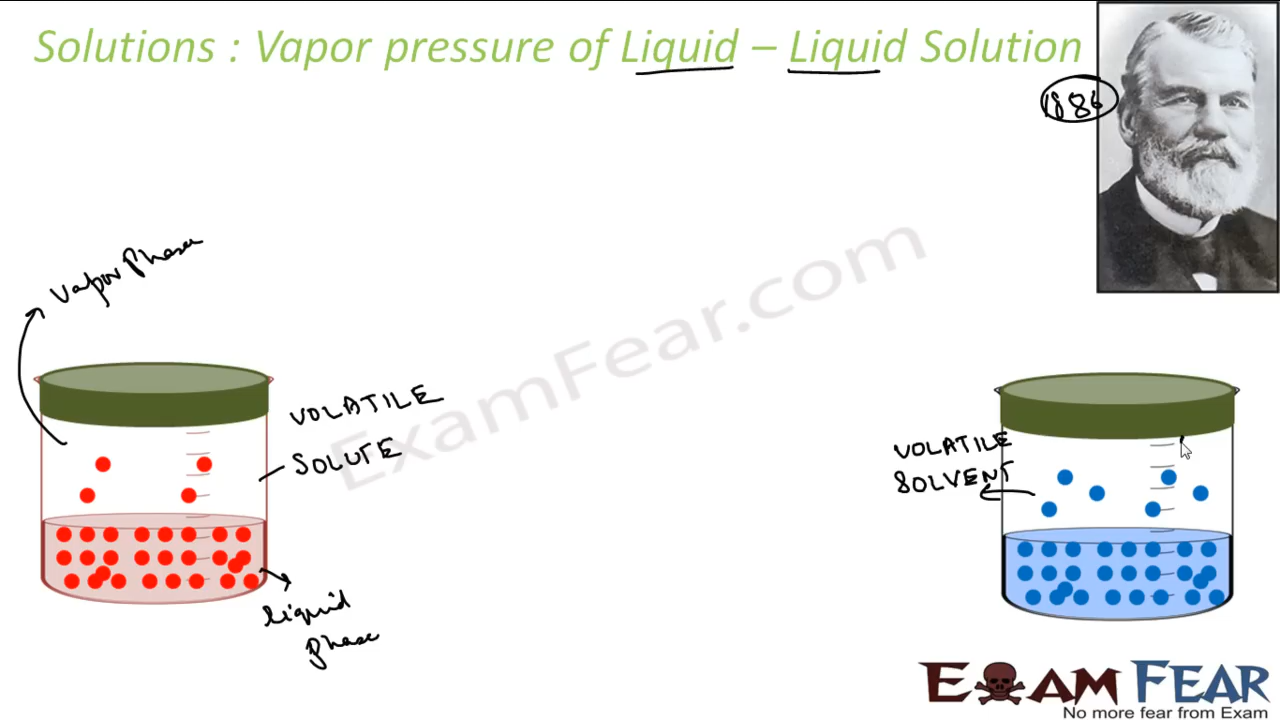 Solutions : Vapor pressure of Liquid – Liquid Solution
1886
Vapor Phase
VOLATILE
SOLUTE
Liquid
phase
VOLATILE
SOLVENT
ExamFear.com
EXAM FEAR
No more fear from Exam